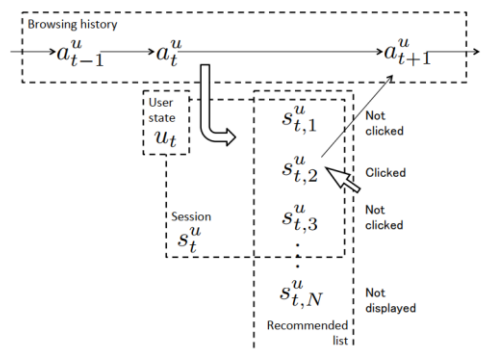 Browsing history
a^u_{t-1} a^u_t a^u_{t+1}
User
state
u_t
s^u_{t,1}
Not
clicked
s^u_{t,2}
Clicked
s^u_{t,3}
Not
clicked
Session
s^u_t
⋮
s^u_{t,N}
Not
displayed
Recommended
list